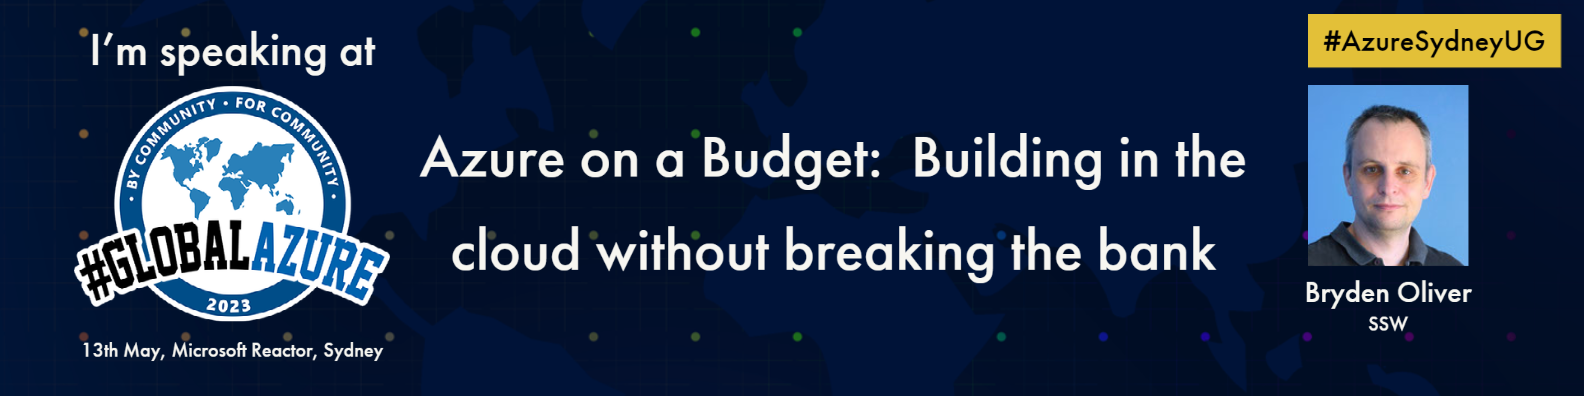 I'm speaking at
• BY COMMUNITY • FOR COMMUNITY •
#GLOBALAZURE
2023
13th May, Microsoft Reactor, Sydney
Azure on a Budget:  Building in the
cloud without breaking the bank
#AzureSydneyUG
Bryden Oliver
SSW